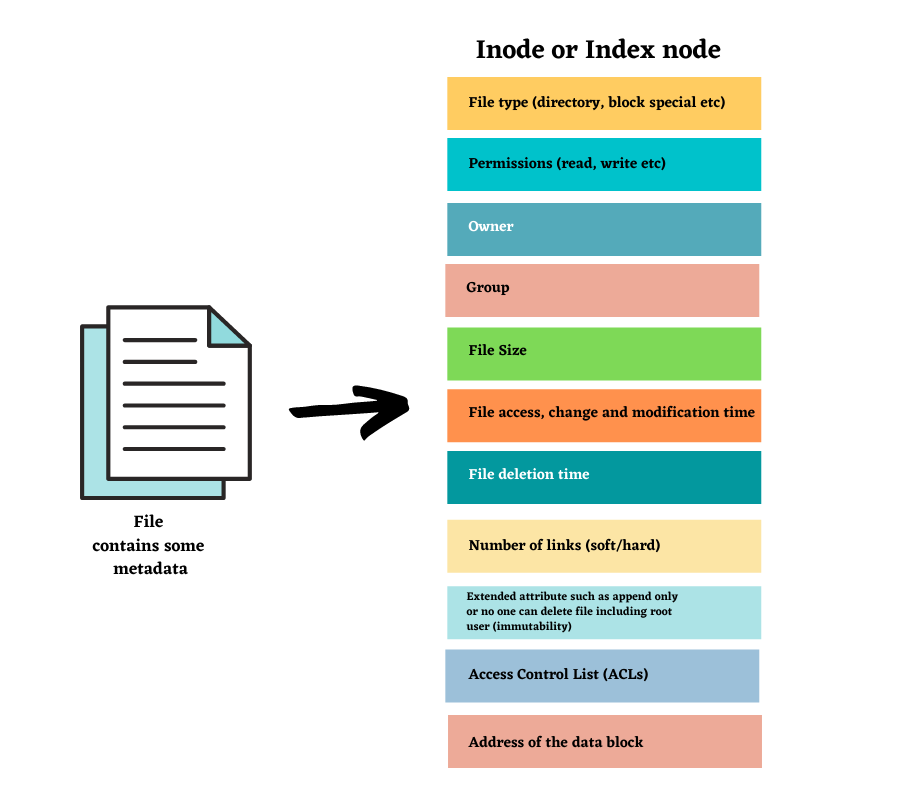 Inode or Index node
File type (directory, block special etc)
Permissions (read, write etc)
Owner
Group
File Size
File access, change and modification time
File deletion time
Number of links (soft/hard)
Extended attribute such as append only
or no one can delete file including root
user (immutability)
Access Control List (ACLs)
Address of the data block
File
contains some
metadata